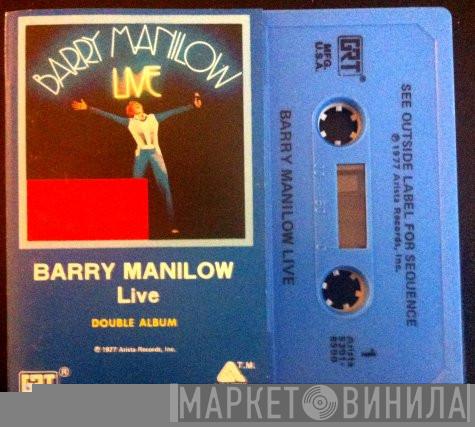 BARRY MANILOW
LIVE
BARRY MANILOW
Live
DOUBLE ALBUM
℗ 1977 Arista Records, Inc.
GRT®
T.M.
GRT®
MFG.
U.S.A.
BARRY MANILOW LIVE
SEE OUTSIDE LABEL FOR SEQUENCE
℗ 1977 Arista Records, Inc.
1
Arista
МАРКЕТ ВИНИЛА